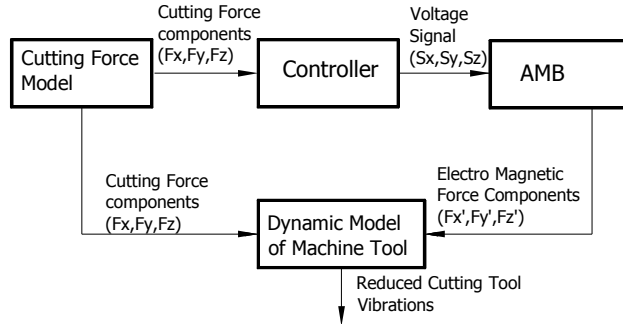 Cutting Force
components
(Fx,Fy,Fz)
Voltage
Signal
(Sx,Sy,Sz)
Cutting Force
Model
Controller
AMB
Cutting Force
components
(Fx,Fy,Fz)
Electro Magnetic
Force Components
(Fx',Fy',Fz')
Dynamic Model
of Machine Tool
Reduced Cutting Tool
Vibrations